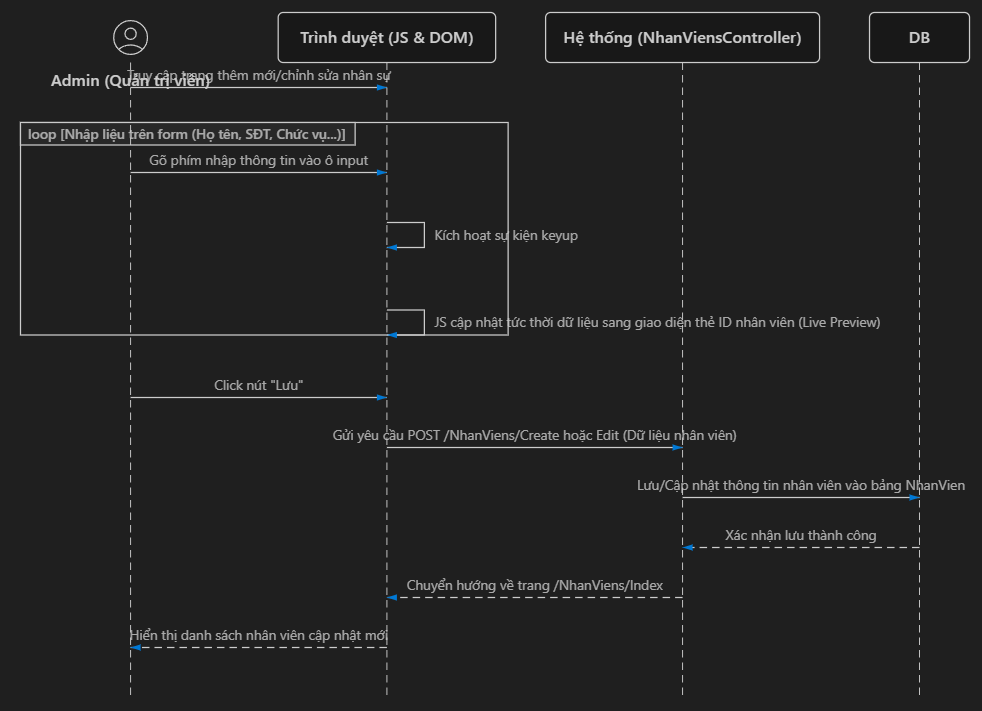 Trình duyệt (JS & DOM)
Hệ thống (NhanViensController)
DB
Admin (Quản trị viên)
Truy cập trang thêm mới/chỉnh sửa nhân sự
loop [Nhập liệu trên form (Họ tên, SĐT, Chức vụ...)]
Gõ phím nhập thông tin vào ô input
Kích hoạt sự kiện keyup
JS cập nhật tức thời dữ liệu sang giao diện thẻ ID nhân viên (Live Preview)
Click nút "Lưu"
Gửi yêu cầu POST /NhanViens/Create hoặc Edit (Dữ liệu nhân viên)
Lưu/Cập nhật thông tin nhân viên vào bảng NhanVien
Xác nhận lưu thành công
Chuyển hướng về trang /NhanViens/Index
Hiển thị danh sách nhân viên cập nhật mới